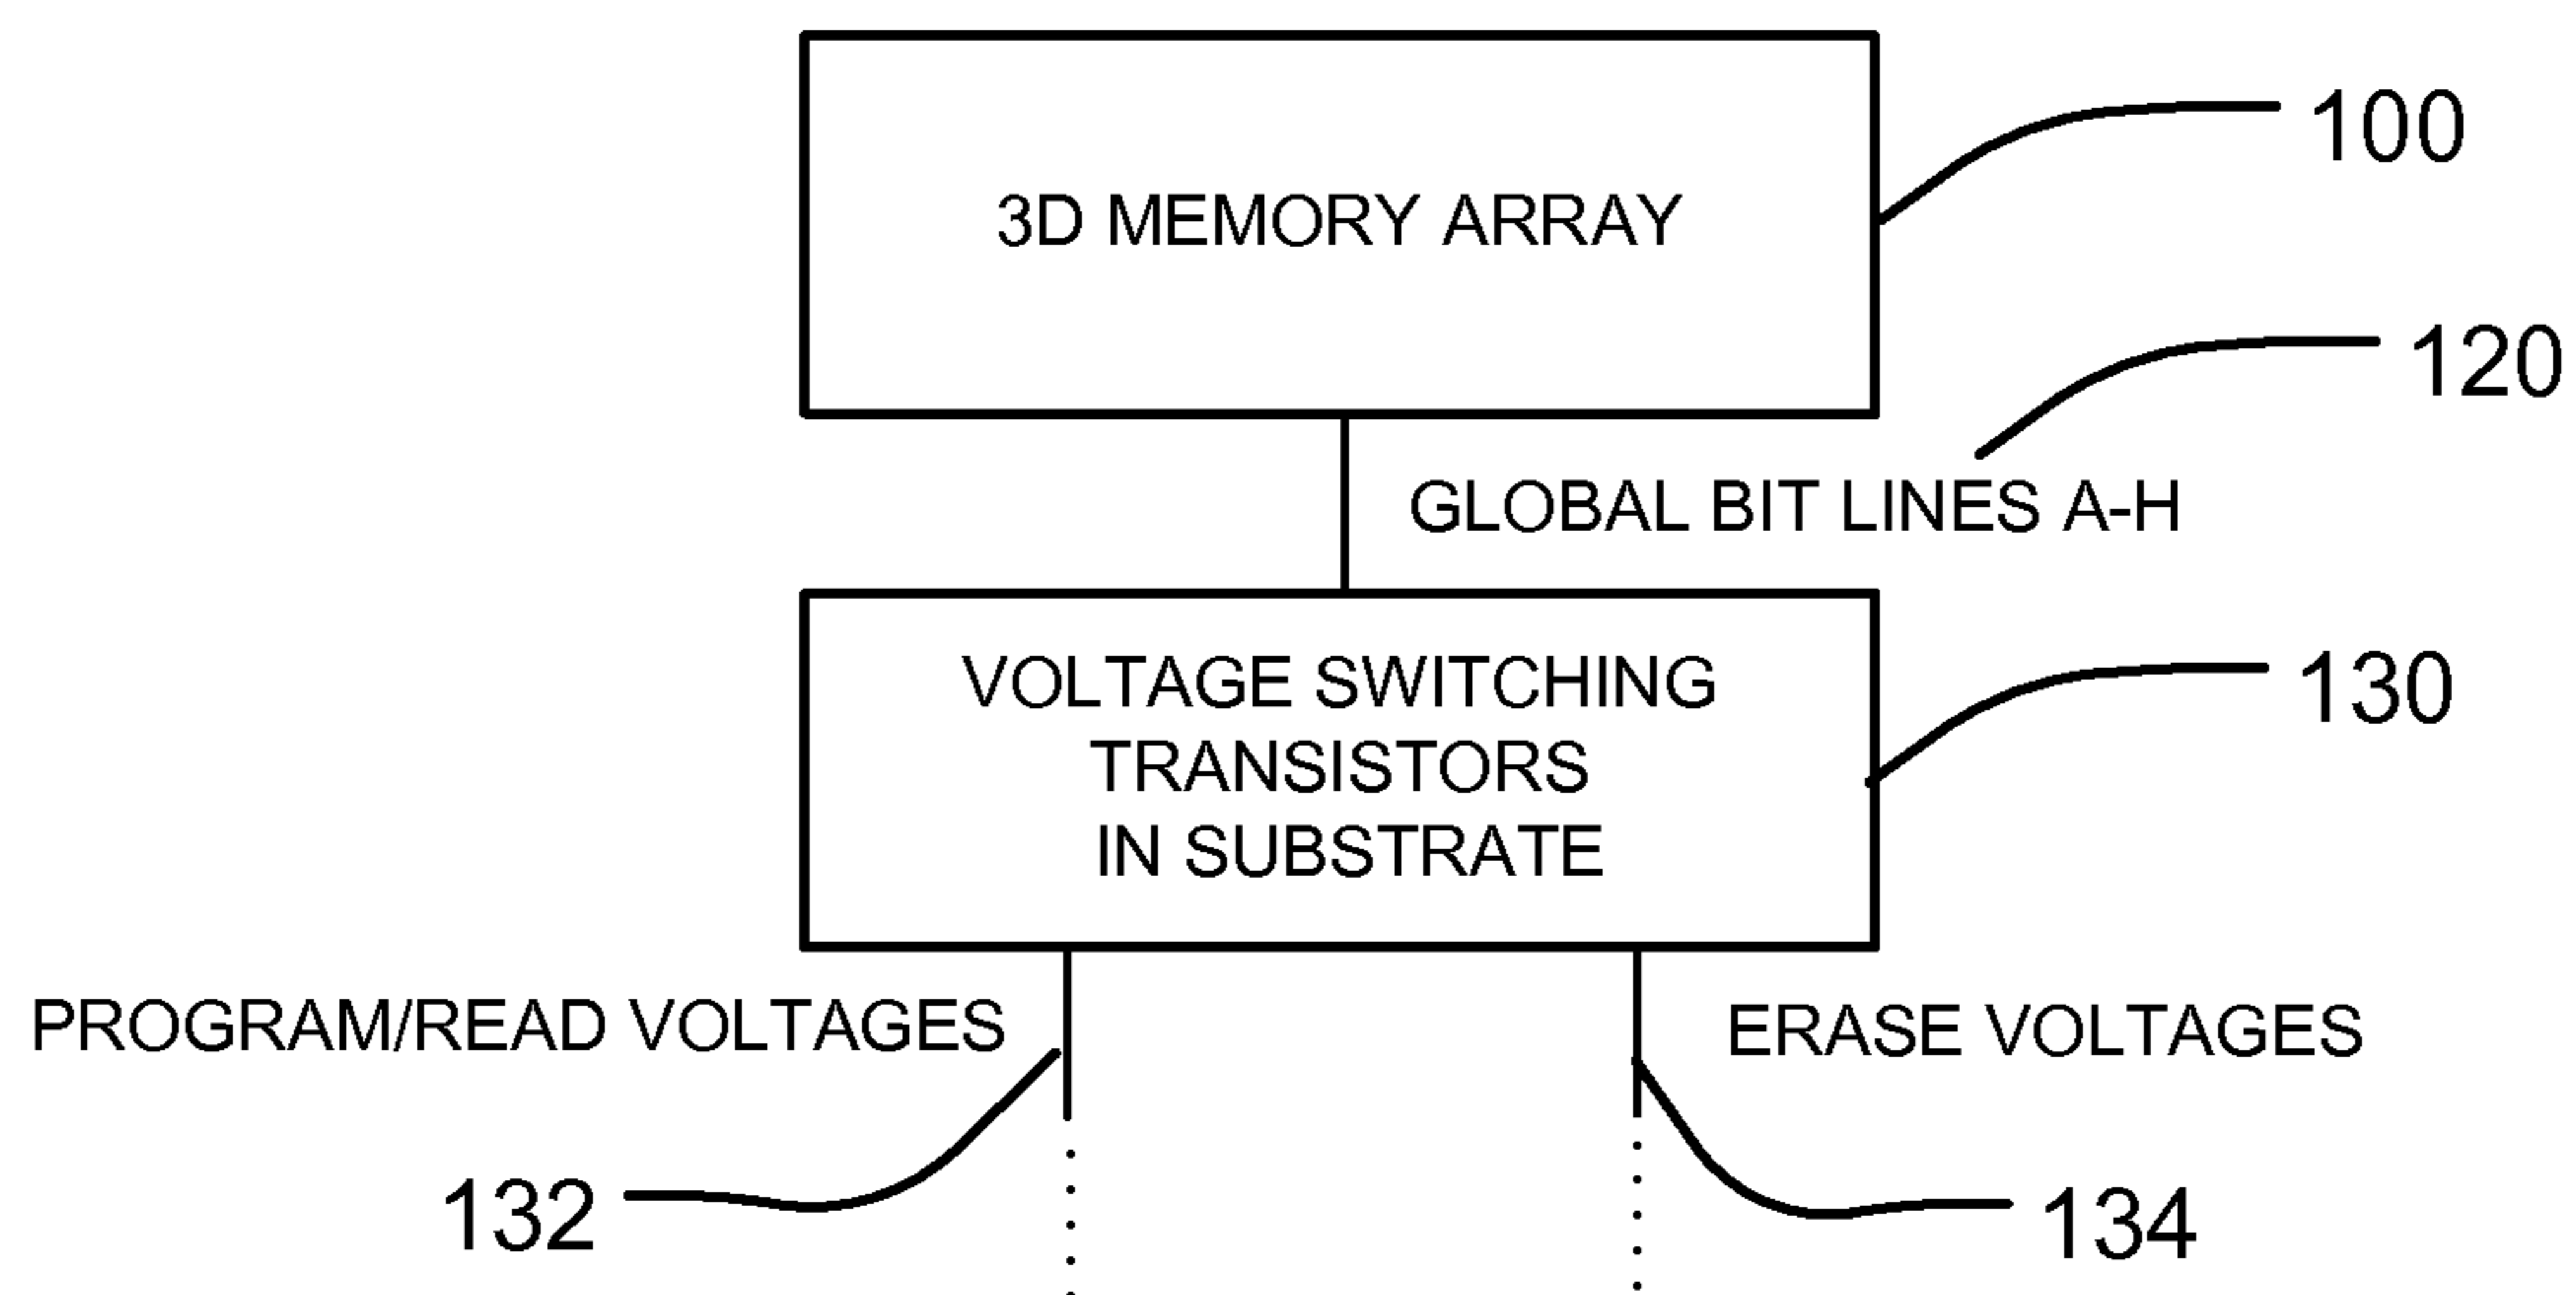 100
3D MEMORY ARRAY
120
GLOBAL BIT LINES A-H
VOLTAGE SWITCHING
130
TRANSISTORS
IN SUBSTRATE
PROGRAM/READ VOLTAGES
ERASE VOLTAGES
132
134